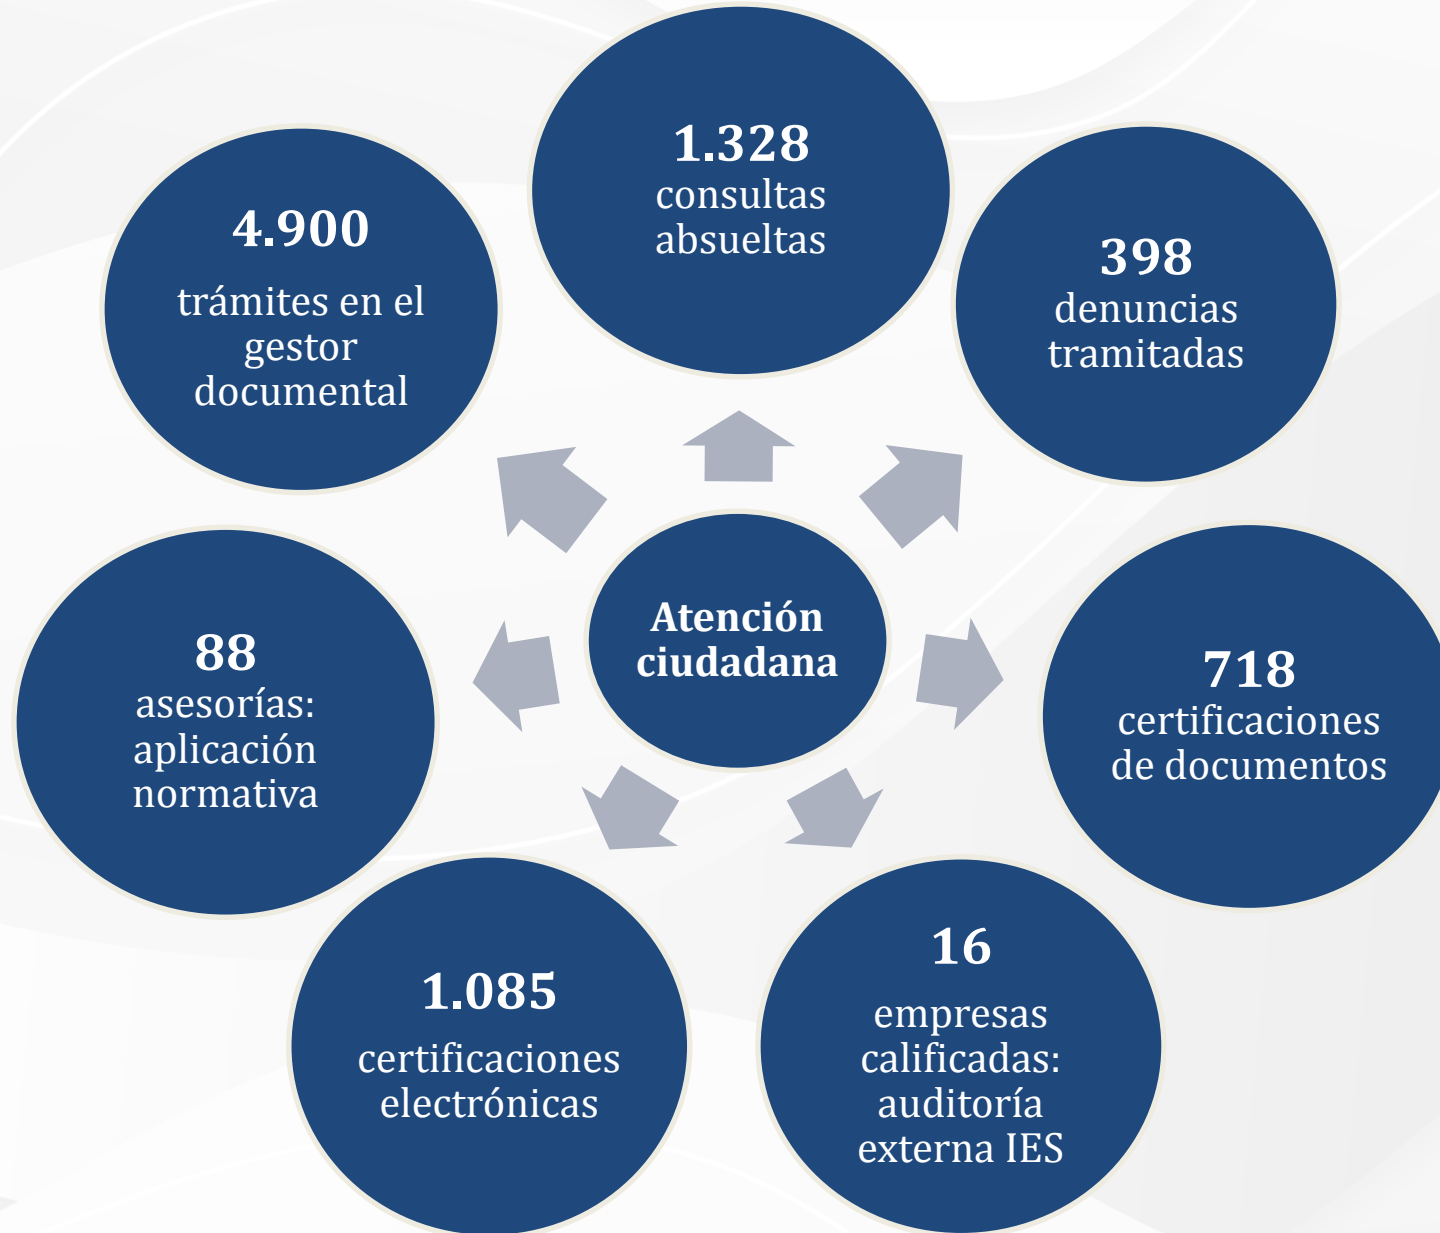 1.328
consultas
absueltas
4.900
trámites en el
gestor
documental
398
denuncias
tramitadas
Atención
ciudadana
88
asesorías:
aplicación
normativa
718
certificaciones
de documentos
1.085
certificaciones
electrónicas
16
empresas
calificadas:
auditoría
externa IES